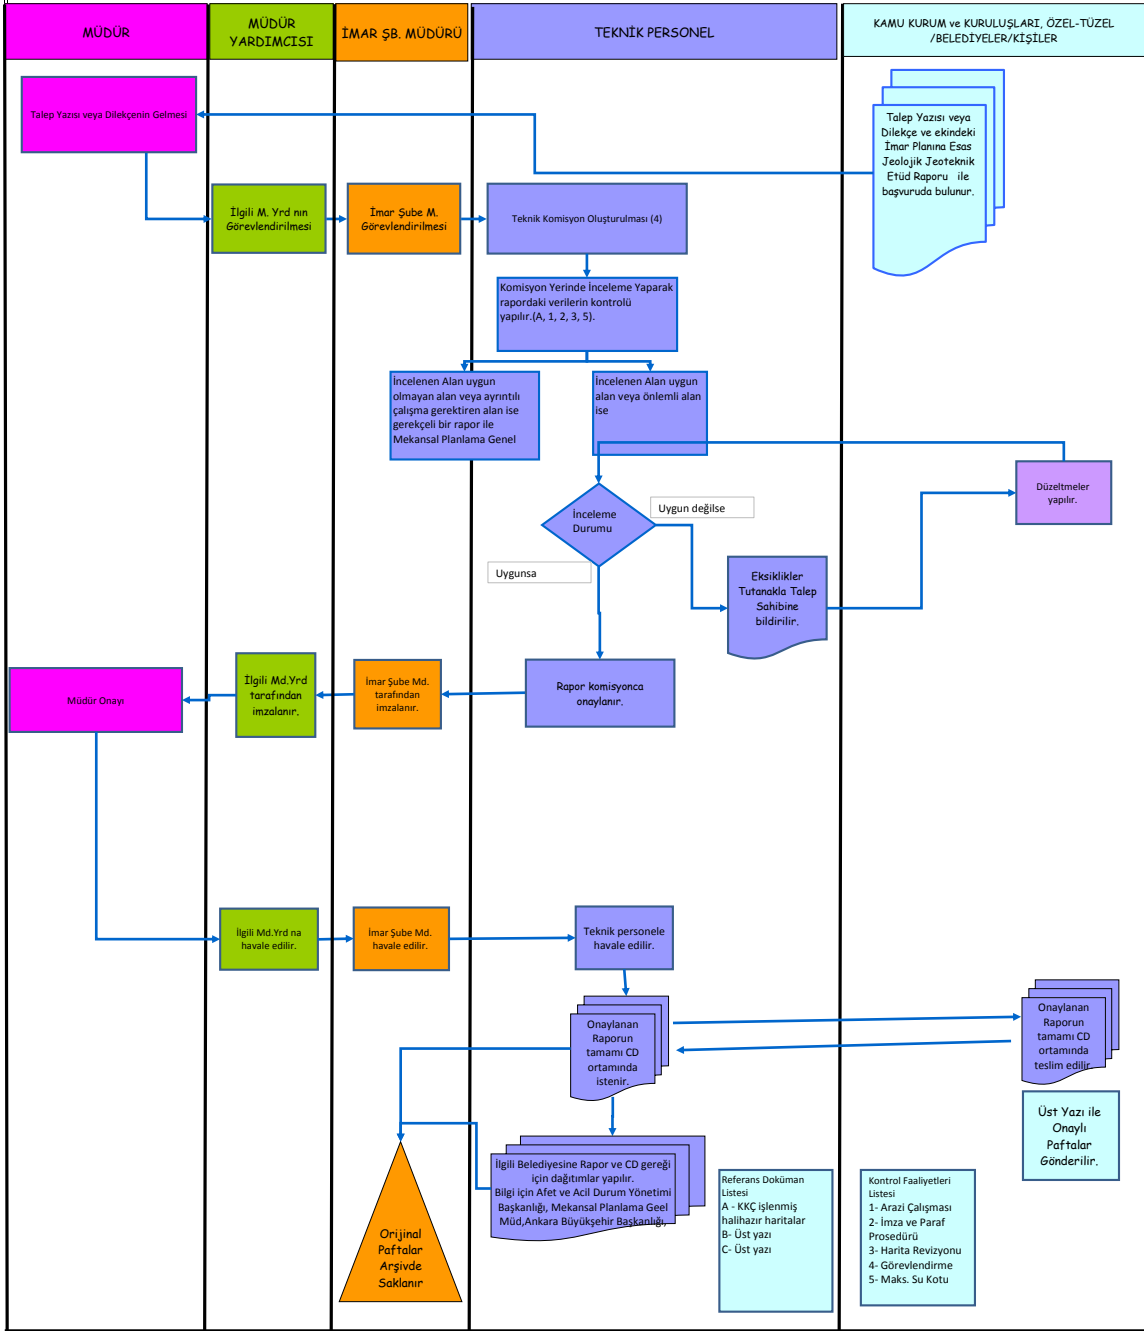 MÜDÜR
MÜDÜR
YARDIMCISI
İMAR ŞB. MÜDÜRÜ
TEKNİK PERSONEL
KAMU KURUM ve KURULUŞLARI, ÖZEL-TÜZEL
/BELEDİYELER/KİŞİLER
Talep Yazısı veya Dilekçenin Gelmesi
Talep Yazısı veya
Dilekçe ve ekindeki
İmar Planına Esas
Jeolojik Jeoteknik
Etüd Raporu ile
başvuruda bulunur.
İlgili M. Yrd nın
Görevlendirilmesi
İmar Şube M.
Görevlendirilmesi
Teknik Komisyon Oluşturulması (4)
Komisyon Yerinde İnceleme Yaparak
rapordaki verilerin kontrolü
yapılır.(A, 1, 2, 3, 5).
İncelenen Alan uygun
olmayan alan veya ayrıntılı
çalışma gerektiren alan ise
gerekçeli bir rapor ile
Mekansal Planlama Genel
İncelenen Alan uygun
alan veya önlemli alan
ise
Düzeltmeler
yapılır.
İnceleme
Durumu
Uygun değilse
Uygunsa
Eksiklikler
Tutanakla Talep
Sahibine
bildirilir.
Müdür Onayı
İlgili Md.Yrd
tarafından
imzalanır.
İmar Şube Md.
tarafından
imzalanır.
Rapor komisyonca
onaylanır.
İlgili Md.Yrd na
havale edilir.
İmar Şube Md.
havale edilir.
Teknik personele
havale edilir.
Onaylanan
Raporun
tamamı CD
ortamında
istenir.
Onaylanan
Raporun
tamamı CD
ortamında
teslim edilir.
Üst Yazı ile
Onaylı
Paftalar
Gönderilir.
İlgili Belediyesine Rapor ve CD gereği
için dağıtımlar yapılır.
Bilgi için Afet ve Acil Durum Yönetimi
Başkanlığı, Mekansal Planlama Geel
Müd,Ankara Büyükşehir Başkanlığı,
Orijinal
Paftalar
Arşivde
Saklanır
Referans Doküman
Listesi
A - KKÇ işlenmiş
halihazır haritalar
B- Üst yazı
C- Üst yazı
Kontrol Faaliyetleri
Listesi
1- Arazi Çalışması
2- İmza ve Paraf
Prosedürü
3- Harita Revizyonu
4- Görevlendirme
5- Maks. Su Kotu